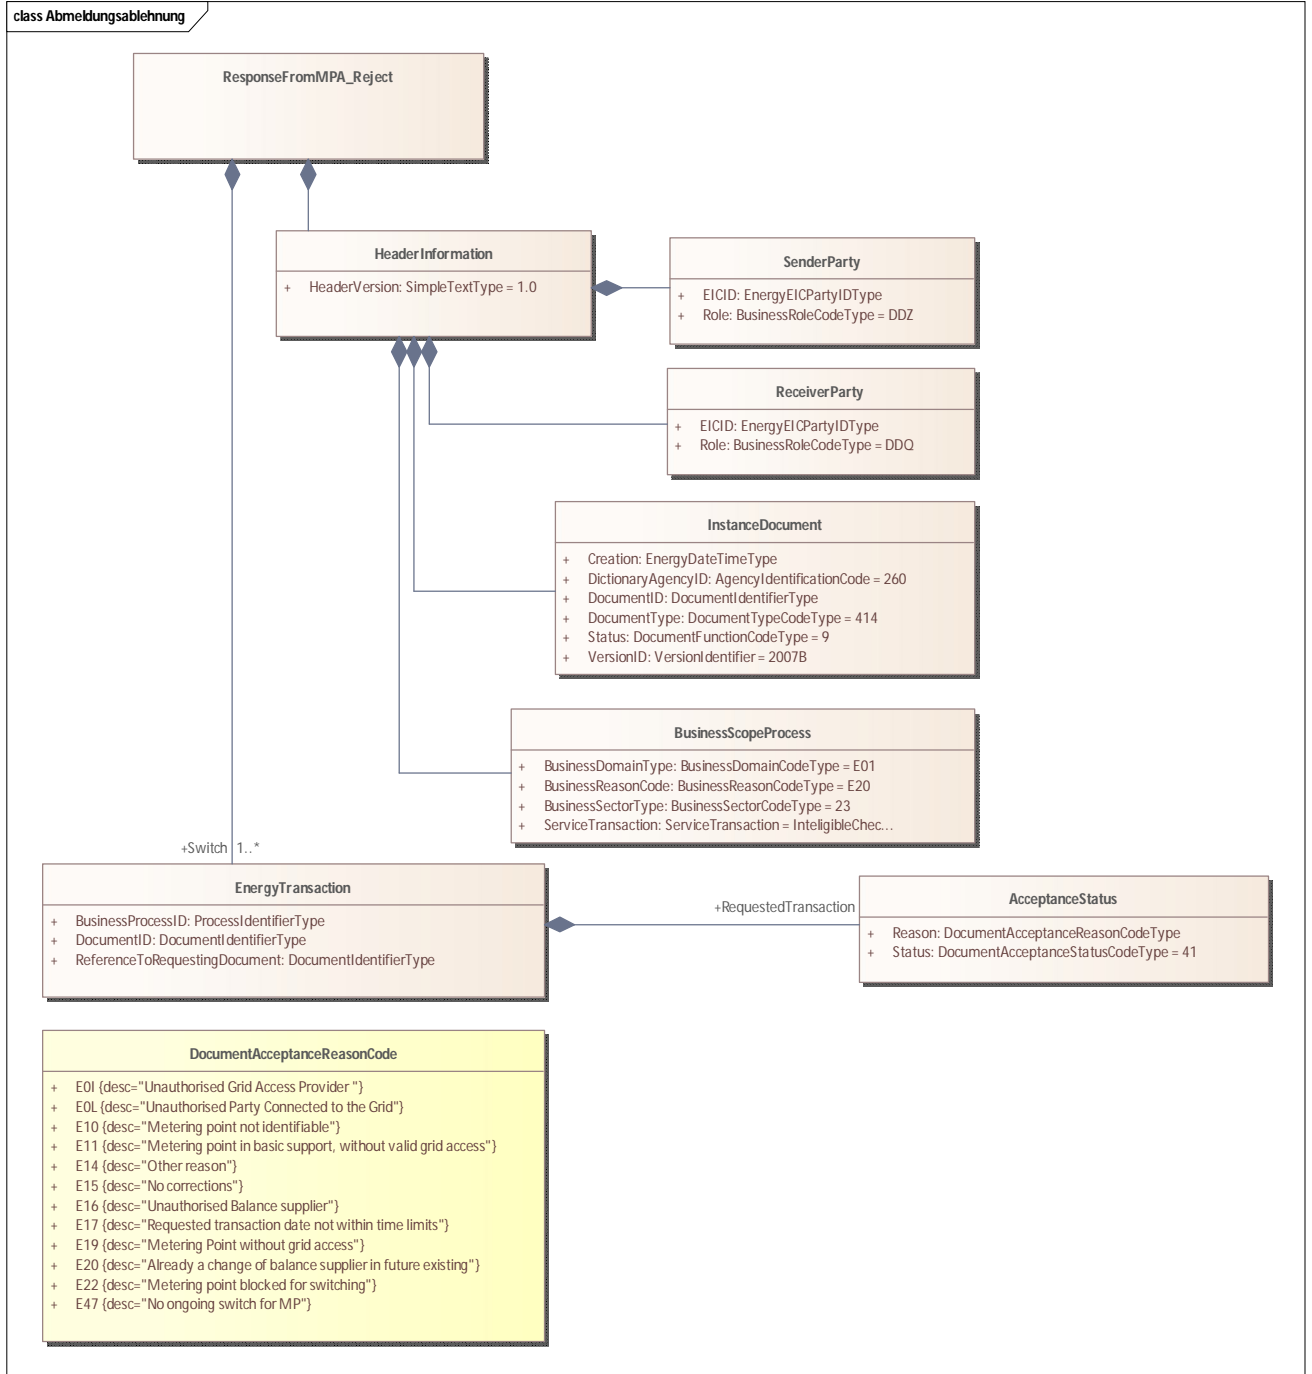 class Abmeldungsablehnung
ResponseFromMPA_Reject
HeaderInformation
+ HeaderVersion: SimpleTextType = 1.0
SenderParty
+ EICID: EnergyEICPartyIDType
+ Role: BusinessRoleCodeType = DDZ
ReceiverParty
+ EICID: EnergyEICPartyIDType
+ Role: BusinessRoleCodeType = DDQ
InstanceDocument
+ Creation: EnergyDateTimeType
+ DictionaryAgencyID: AgencyIdentificationCode = 260
+ DocumentID: DocumentIdentifierType
+ DocumentType: DocumentTypeCodeType = 414
+ Status: DocumentFunctionCodeType = 9
+ VersionID: VersionIdentifier = 2007B
BusinessScopeProcess
+ BusinessDomainType: BusinessDomainCodeType = E01
+ BusinessReasonCode: BusinessReasonCodeType = E20
+ BusinessSectorType: BusinessSectorCodeType = 23
+ ServiceTransaction: ServiceTransaction = InteligibleChec...
+Switch 1..*
EnergyTransaction
+ BusinessProcessID: ProcessIdentifierType
+ DocumentID: DocumentIdentifierType
+ ReferenceToRequestingDocument: DocumentIdentifierType
+RequestedTransaction
AcceptanceStatus
+ Reason: DocumentAcceptanceReasonCodeType
+ Status: DocumentAcceptanceStatusCodeType = 41
DocumentAcceptanceReasonCode
+ E0I {desc="Unauthorised Grid Access Provider "}
+ E0L {desc="Unauthorised Party Connected to the Grid"}
+ E10 {desc="Metering point not identifiable"}
+ E11 {desc="Metering point in basic support, without valid grid access"}
+ E14 {desc="Other reason"}
+ E15 {desc="No corrections"}
+ E16 {desc="Unauthorised Balance supplier"}
+ E17 {desc="Requested transaction date not within time limits"}
+ E19 {desc="Metering Point without grid access"}
+ E20 {desc="Already a change of balance supplier in future existing"}
+ E22 {desc="Metering point blocked for switching"}
+ E47 {desc="No ongoing switch for MP"}